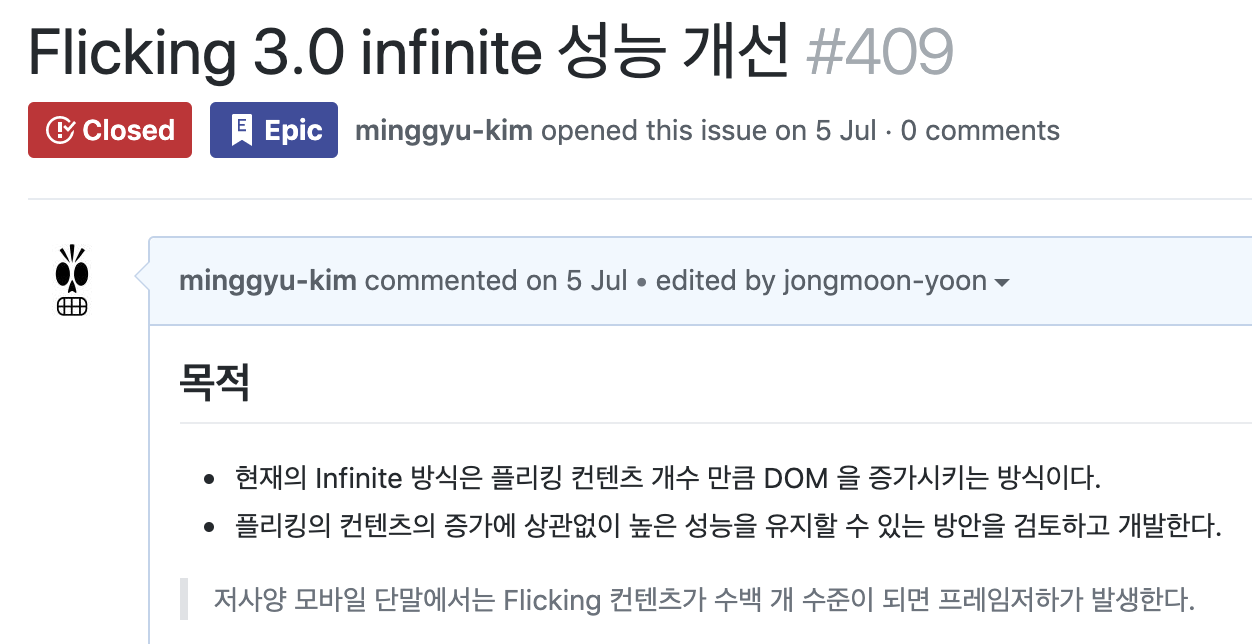 Flicking 3.0 infinite 성능 개선 #409
Closed E Epic minggyu-kim opened this issue on 5 Jul · 0 comments
minggyu-kim commented on 5 Jul • edited by jongmoon-yoon
목적
• 현재의 Infinite 방식은 플리킹 컨텐츠 개수 만큼 DOM 을 증가시키는 방식이다.
• 플리킹의 컨텐츠의 증가에 상관없이 높은 성능을 유지할 수 있는 방안을 검토하고 개발한다.
저사양 모바일 단말에서는 Flicking 컨텐츠가 수백 개 수준이 되면 프레임저하가 발생한다.